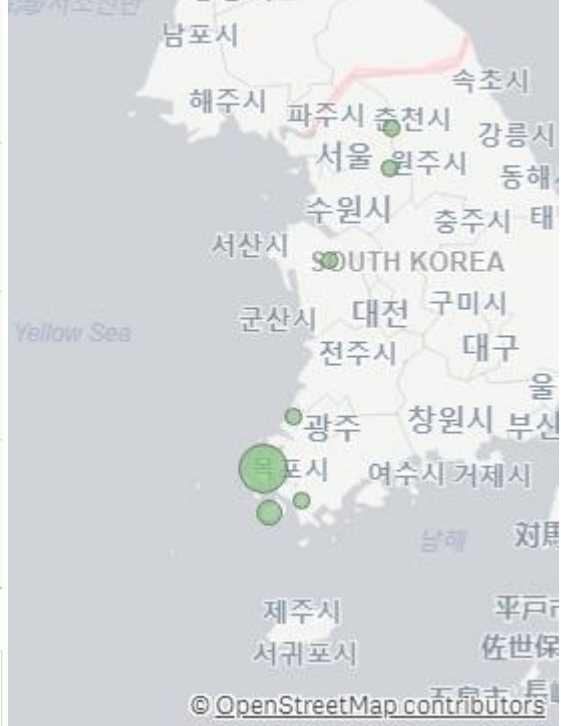 남포시
속초시
해주시
파주시
춘천시
강릉시
서울
원주시
동해
수원시
충주시
태
서산시
SOUTH KOREA
군산시
대전
구미시
Yellow Sea
전주시
대구
울
광주
창원시
부산
목포시
여수시
거제시
남해
対馬
제주시
平戸市
서귀포시
佐世保
© OpenStreetMap contributors